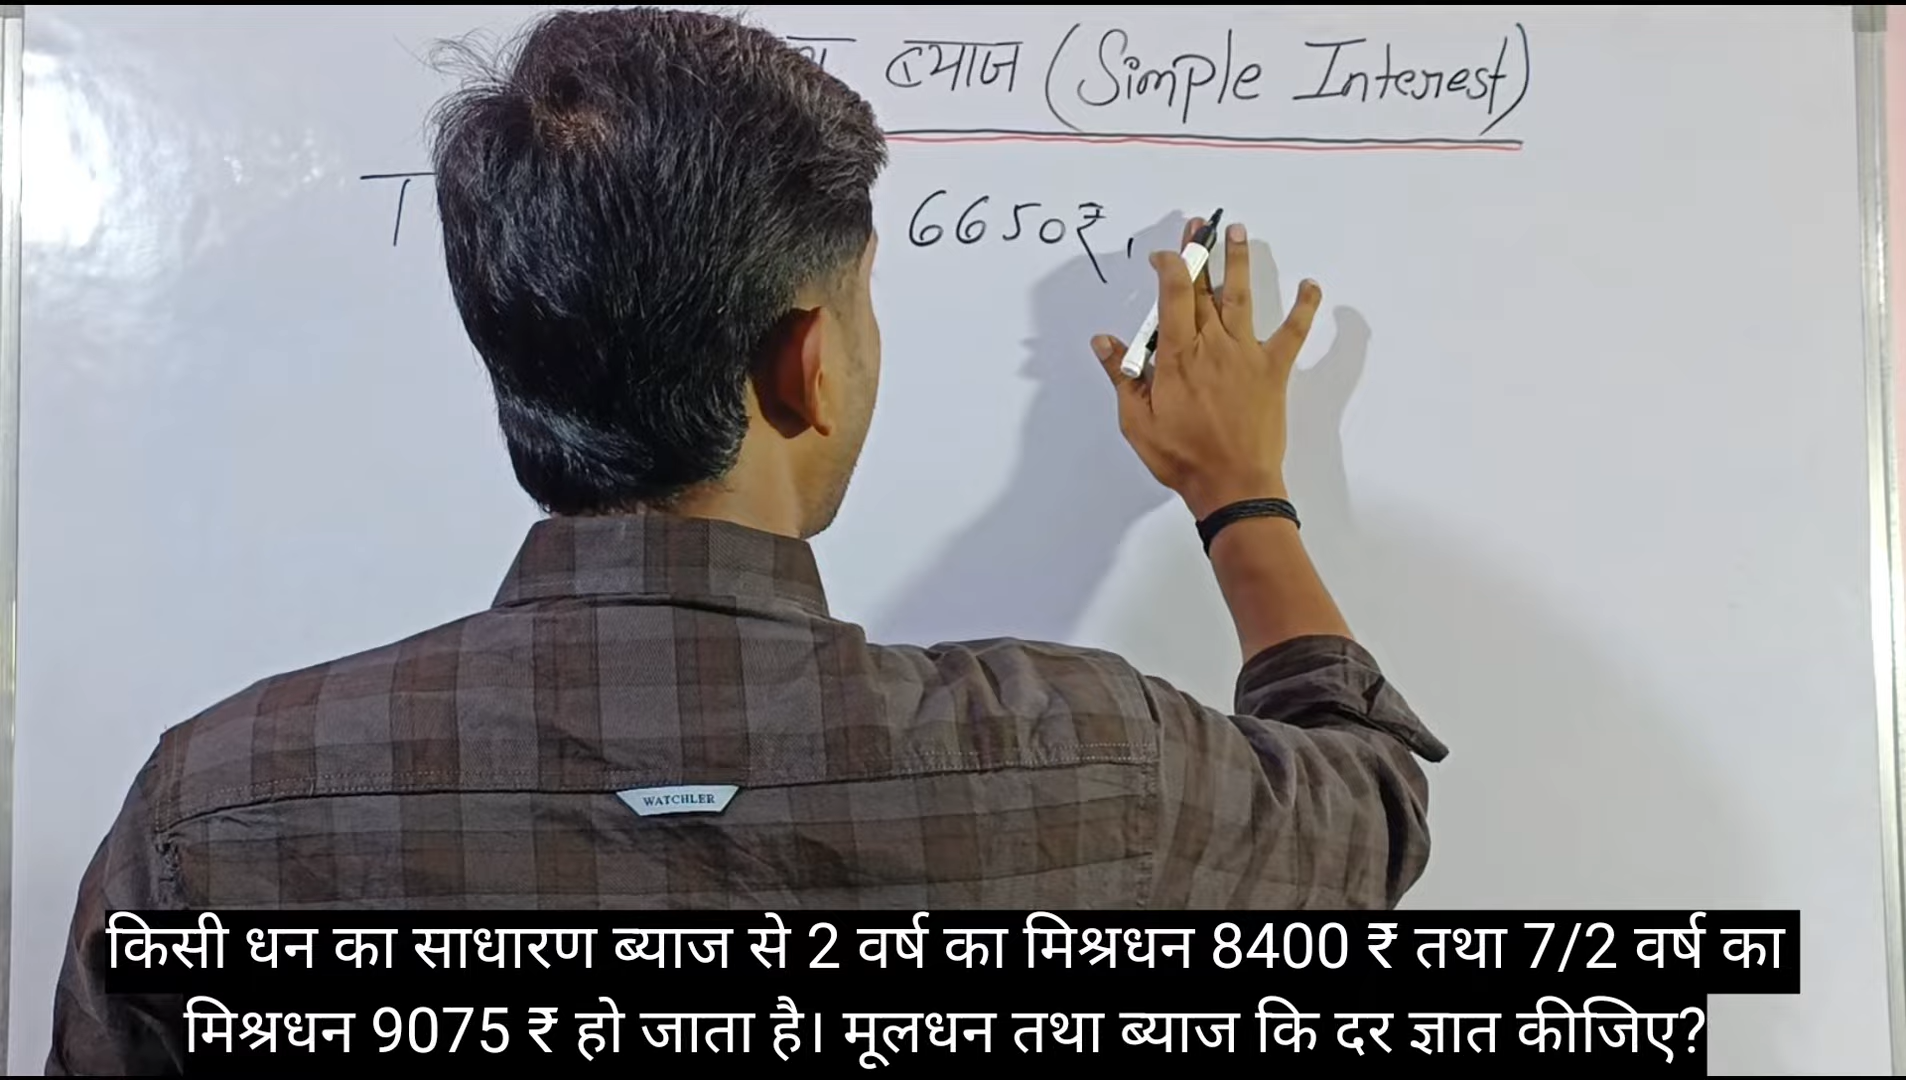 ब्याज (Simple Interest)
T
6650₹,
WATCHLER
किसी धन का साधारण ब्याज से 2 वर्ष का मिश्रधन 8400 ₹ तथा 7/2 वर्ष का
मिश्रधन 9075 ₹ हो जाता है। मूलधन तथा ब्याज कि दर ज्ञात कीजिए?